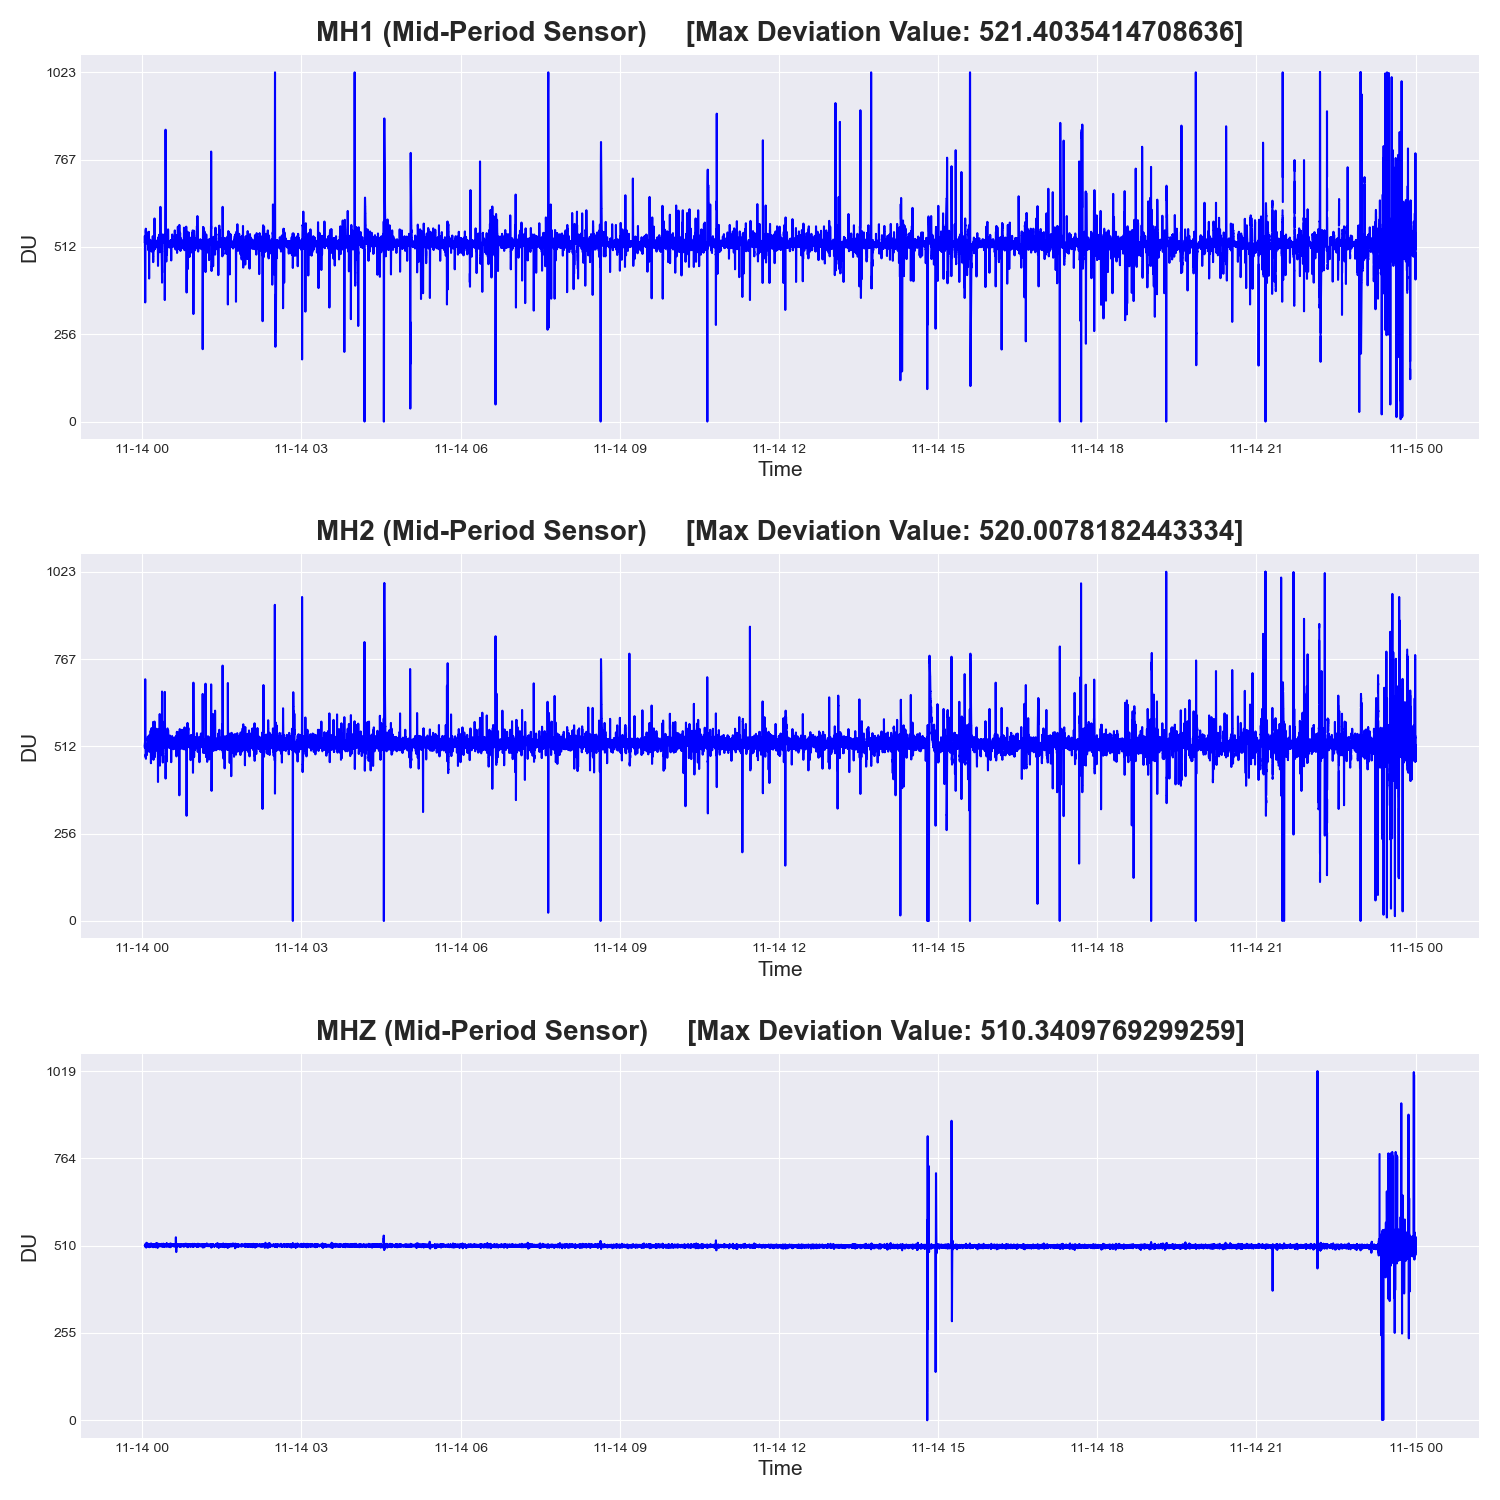 MH1 (Mid-Period Sensor) [Max Deviation Value: 521.4035414708636]
1023
767
512
256
0
DU
11-14 00 11-14 03 11-14 06 11-14 09 11-14 12 11-14 15 11-14 18 11-14 21 11-15 00
Time
MH2 (Mid-Period Sensor) [Max Deviation Value: 520.0078182443334]
1023
767
512
256
0
DU
11-14 00 11-14 03 11-14 06 11-14 09 11-14 12 11-14 15 11-14 18 11-14 21 11-15 00
Time
MHZ (Mid-Period Sensor) [Max Deviation Value: 510.3409769299259]
1019
764
510
255
0
DU
11-14 00 11-14 03 11-14 06 11-14 09 11-14 12 11-14 15 11-14 18 11-14 21 11-15 00
Time